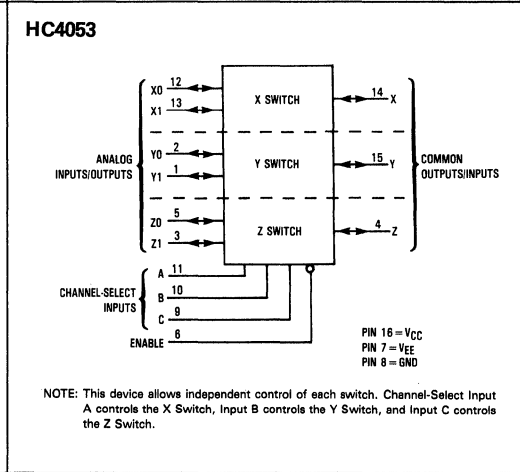 HC4053
X0 12
X1 13
X SWITCH
14 X
Y0 2
Y1 1
Y SWITCH
15 Y
ANALOG
INPUTS/OUTPUTS
COMMON
OUTPUTS/INPUTS
Z0 5
Z1 3
Z SWITCH
4 Z
A 11
B 10
C 9
CHANNEL-SELECT
INPUTS
ENABLE 6
PIN 16 = VCC
PIN 7 = VEE
PIN 8 = GND
NOTE: This device allows independent control of each switch. Channel-Select Input
A controls the X Switch, Input B controls the Y Switch, and Input C controls
the Z Switch.